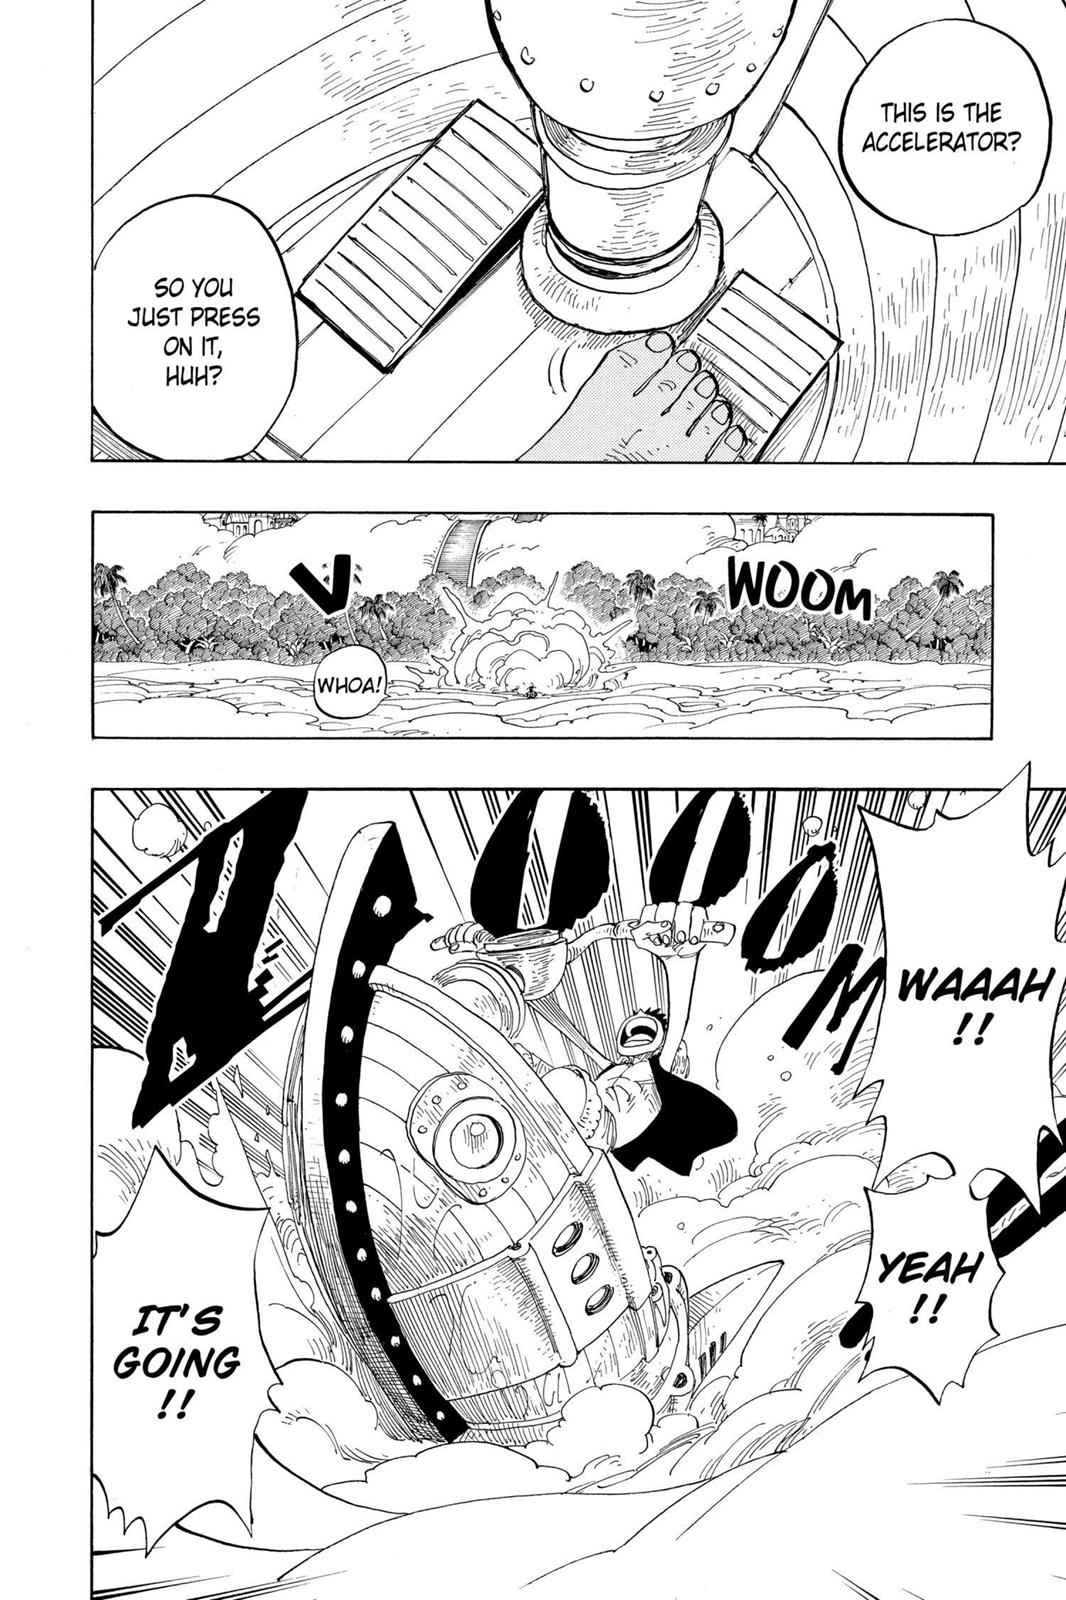 THIS IS THE
ACCELERATOR?
SO YOU
JUST PRESS
ON IT,
HUH?
V
WOOM
WHOA!
WAAAH
!!
YEAH
!!
IT'S
GOING
!!